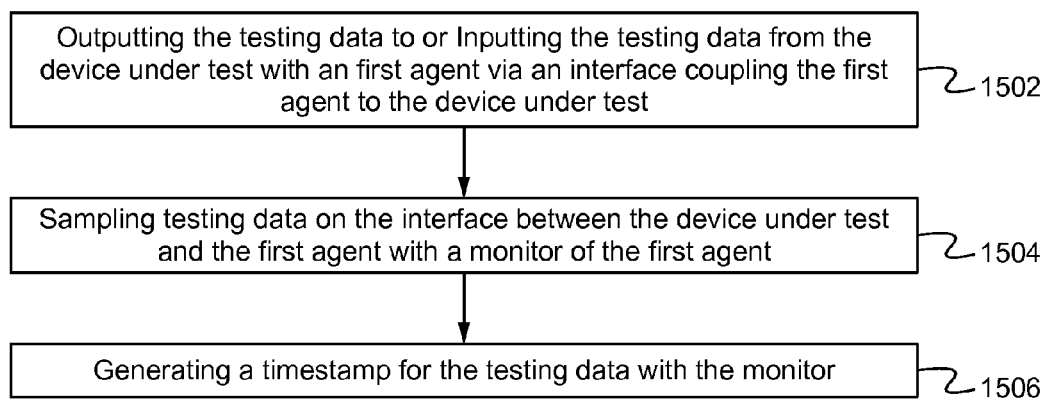 Outputting the testing data to or Inputting the testing data from the
device under test with an first agent via an interface coupling the first
agent to the device under test
1502
Sampling testing data on the interface between the device under test
and the first agent with a monitor of the first agent
1504
Generating a timestamp for the testing data with the monitor
1506